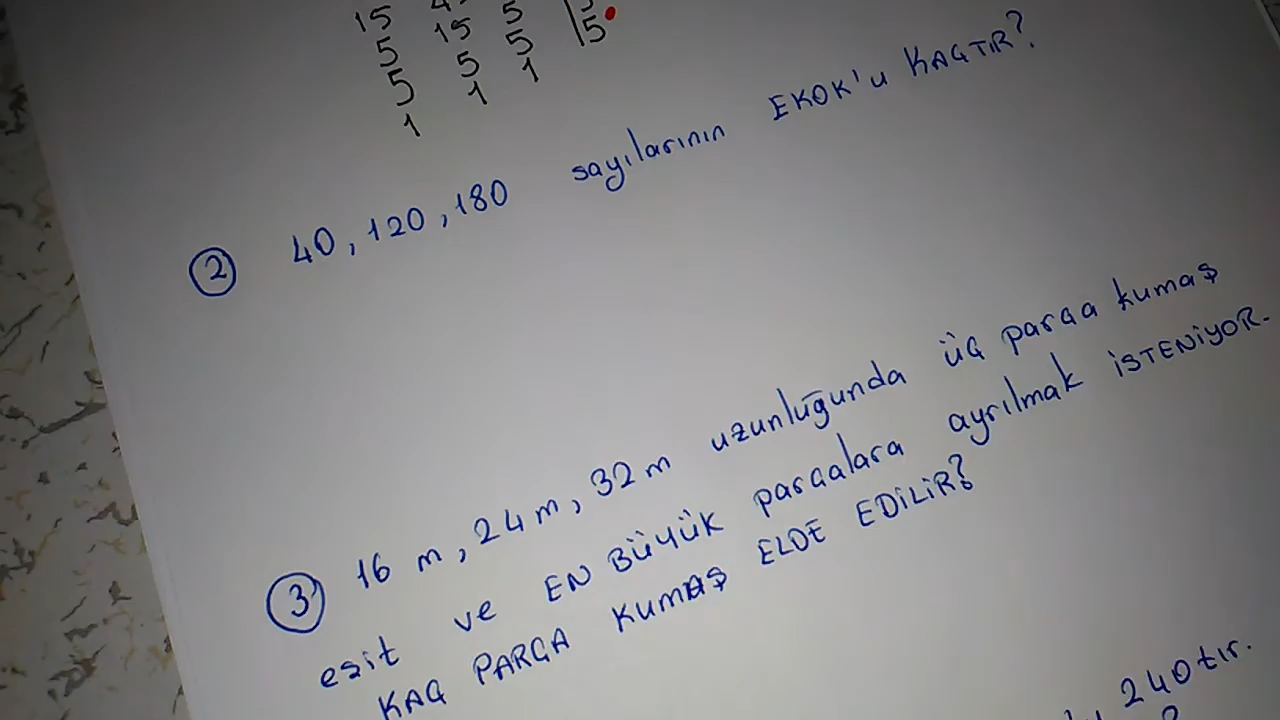 15 15 5 5
5 5 5
5 1 1
1
2 40, 120, 180 sayılarının EKOK'u KAÇTIR?
3 16 m, 24 m, 32 m uzunluğunda üç parça kumaş
eşit ve EN BÜYÜK parçalara ayrılmak İSTENİYOR.
KAÇ PARÇA KUMAŞ ELDE EDİLİR?
240 tır.